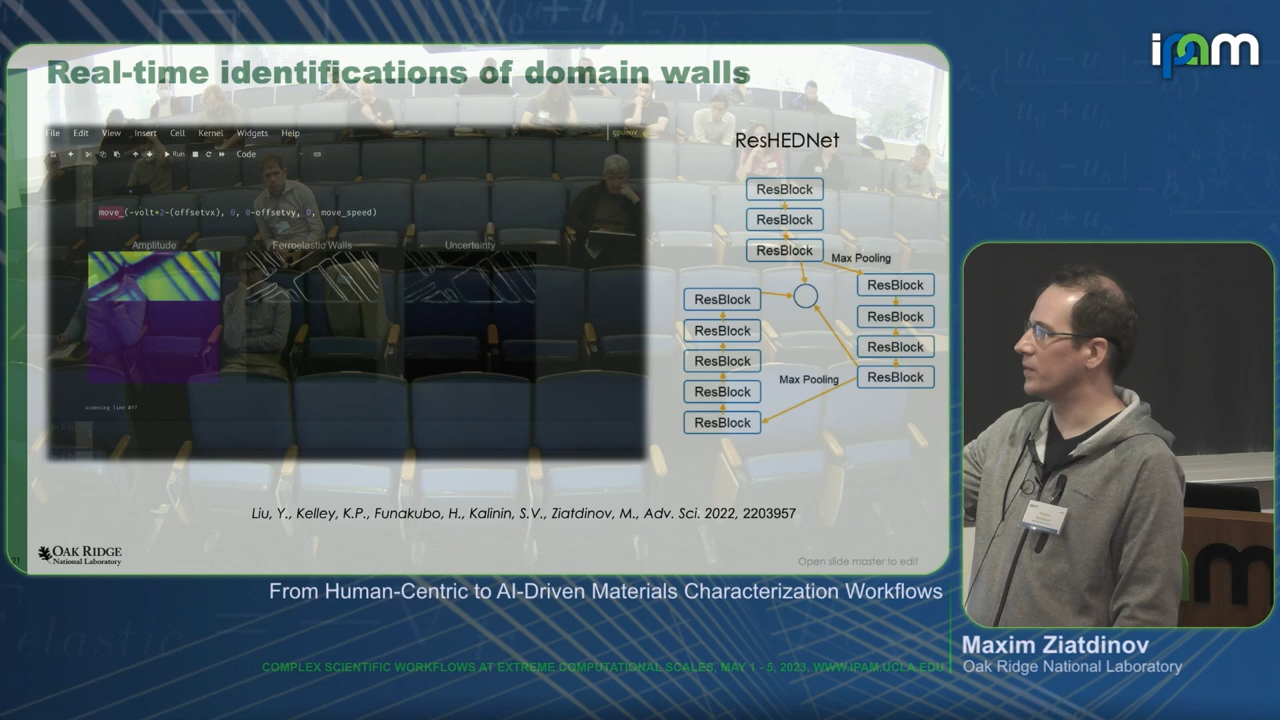 ipam
Real-time identifications of domain walls
File Edit View Insert Cell Kernel Widgets Help
Run Code
move_(-volt*2-(offsetvx), 0, 0-offsetvy, 0, move_speed)
Amplitude Ferroelastic Walls Uncertainty
scanning line #97
ResHEDNet
ResBlock
ResBlock
ResBlock
Max Pooling
ResBlock
ResBlock
ResBlock
ResBlock
Max Pooling
ResBlock
ResBlock
ResBlock
ResBlock
ResBlock
Liu, Y., Kelley, K.P., Funakubo, H., Kalinin, S.V., Ziatdinov, M., Adv. Sci. 2022, 2203957
OAK RIDGE
National Laboratory
Open slide master to edit
From Human-Centric to AI-Driven Materials Characterization Workflows
Maxim Ziatdinov
Oak Ridge National Laboratory
COMPLEX SCIENTIFIC WORKFLOWS AT EXTREME COMPUTATIONAL SCALES, MAY 1 - 5, 2023, WWW.IPAM.UCLA.EDU